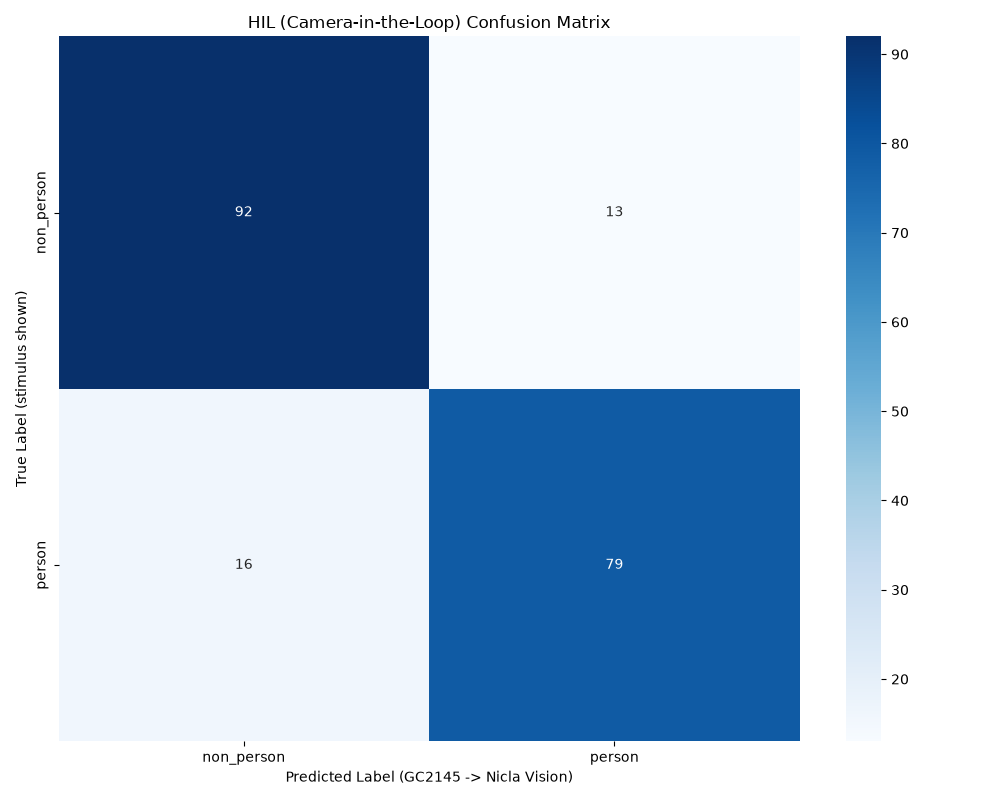 HIL (Camera-in-the-Loop) Confusion Matrix
True Label (stimulus shown)
non_person
person
92
13
16
79
non_person
person
Predicted Label (GC2145 -> Nicla Vision)
90
80
70
60
50
40
30
20